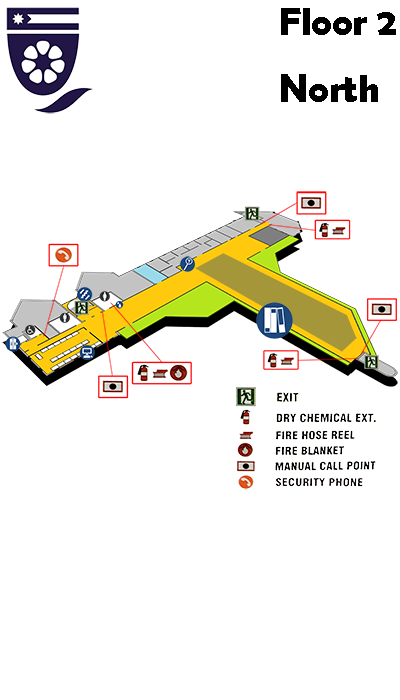 Floor 2
North
EXIT
DRY CHEMICAL EXT.
FIRE HOSE REEL
FIRE BLANKET
MANUAL CALL POINT
SECURITY PHONE